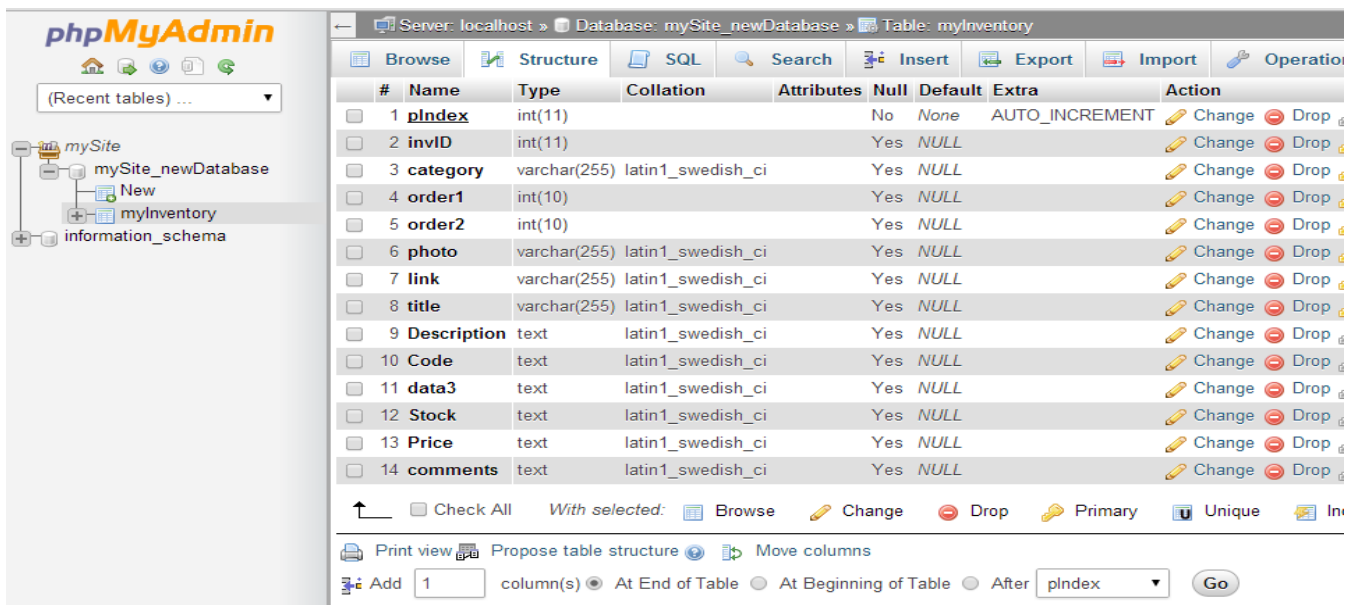 phpMyAdmin
(Recent tables) ...
mySite
mySite_newDatabase
New
myInventory
information_schema
← Server: localhost » Database: mySite_newDatabase » Table: myInventory
Browse Structure SQL Search Insert Export Import Operatio
# Name Type Collation Attributes Null Default Extra Action
1 pIndex int(11) No None AUTO_INCREMENT Change Drop
2 invID int(11) Yes NULL Change Drop
3 category varchar(255) latin1_swedish_ci Yes NULL Change Drop
4 order1 int(10) Yes NULL Change Drop
5 order2 int(10) Yes NULL Change Drop
6 photo varchar(255) latin1_swedish_ci Yes NULL Change Drop
7 link varchar(255) latin1_swedish_ci Yes NULL Change Drop
8 title varchar(255) latin1_swedish_ci Yes NULL Change Drop
9 Description text latin1_swedish_ci Yes NULL Change Drop
10 Code text latin1_swedish_ci Yes NULL Change Drop
11 data3 text latin1_swedish_ci Yes NULL Change Drop
12 Stock text latin1_swedish_ci Yes NULL Change Drop
13 Price text latin1_swedish_ci Yes NULL Change Drop
14 comments text latin1_swedish_ci Yes NULL Change Drop
Check All With selected: Browse Change Drop Primary Unique In
Print view Propose table structure Move columns
Add 1 column(s) At End of Table At Beginning of Table After pIndex Go